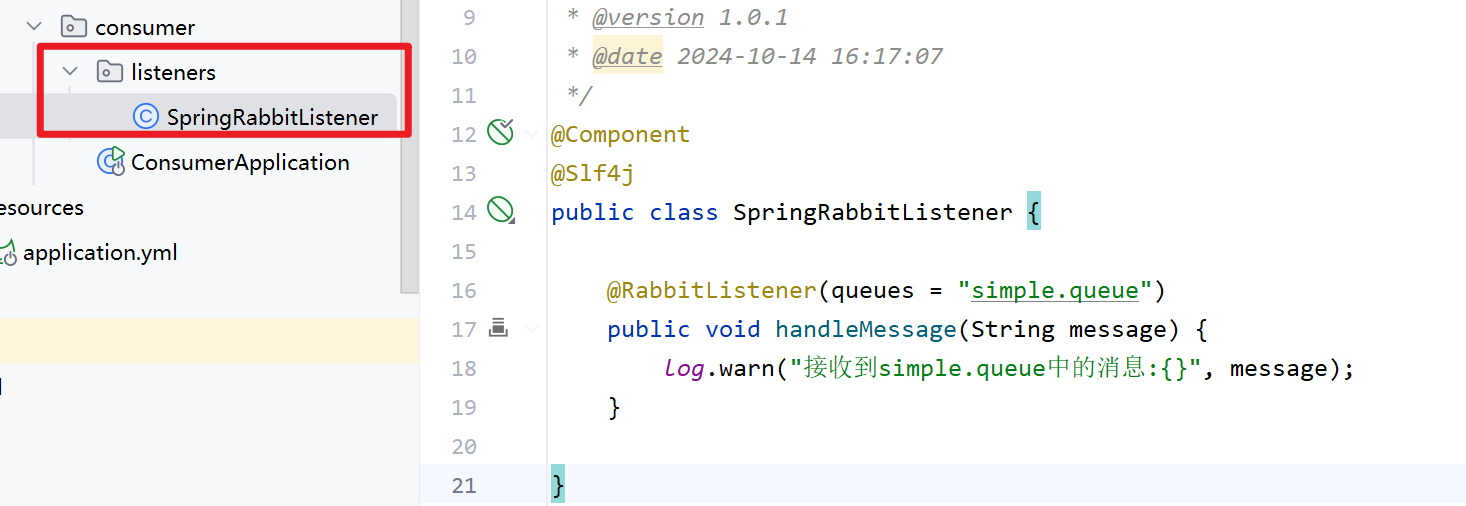 consumer
listeners
SpringRabbitListener
ConsumerApplication
esources
application.yml
9 * @version 1.0.1
10 * @date 2024-10-14 16:17:07
11 */
12 @Component
13 @Slf4j
14 public class SpringRabbitListener {
15
16 @RabbitListener(queues = "simple.queue")
17 public void handleMessage(String message) {
18 log.warn("接收到simple.queue中的消息:{}", message);
19 }
20
21 }